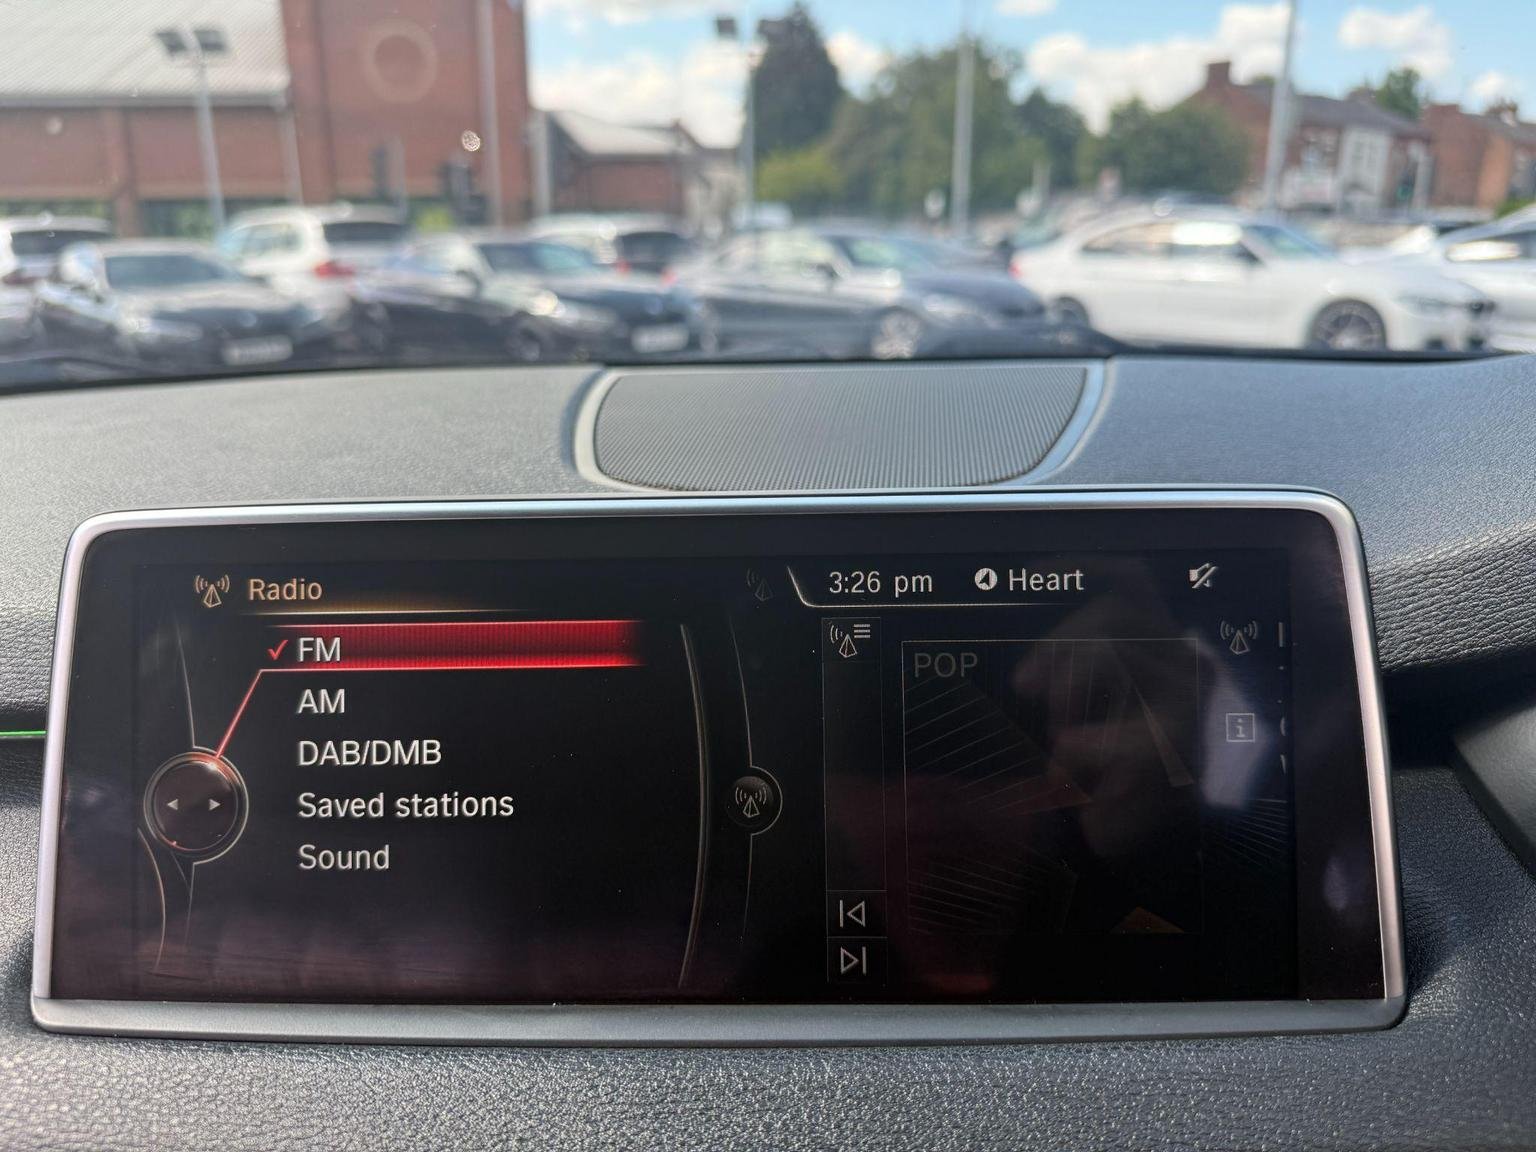 Radio
3:26 pm
Heart
FM
AM
DAB/DMB
Saved stations
Sound
POP